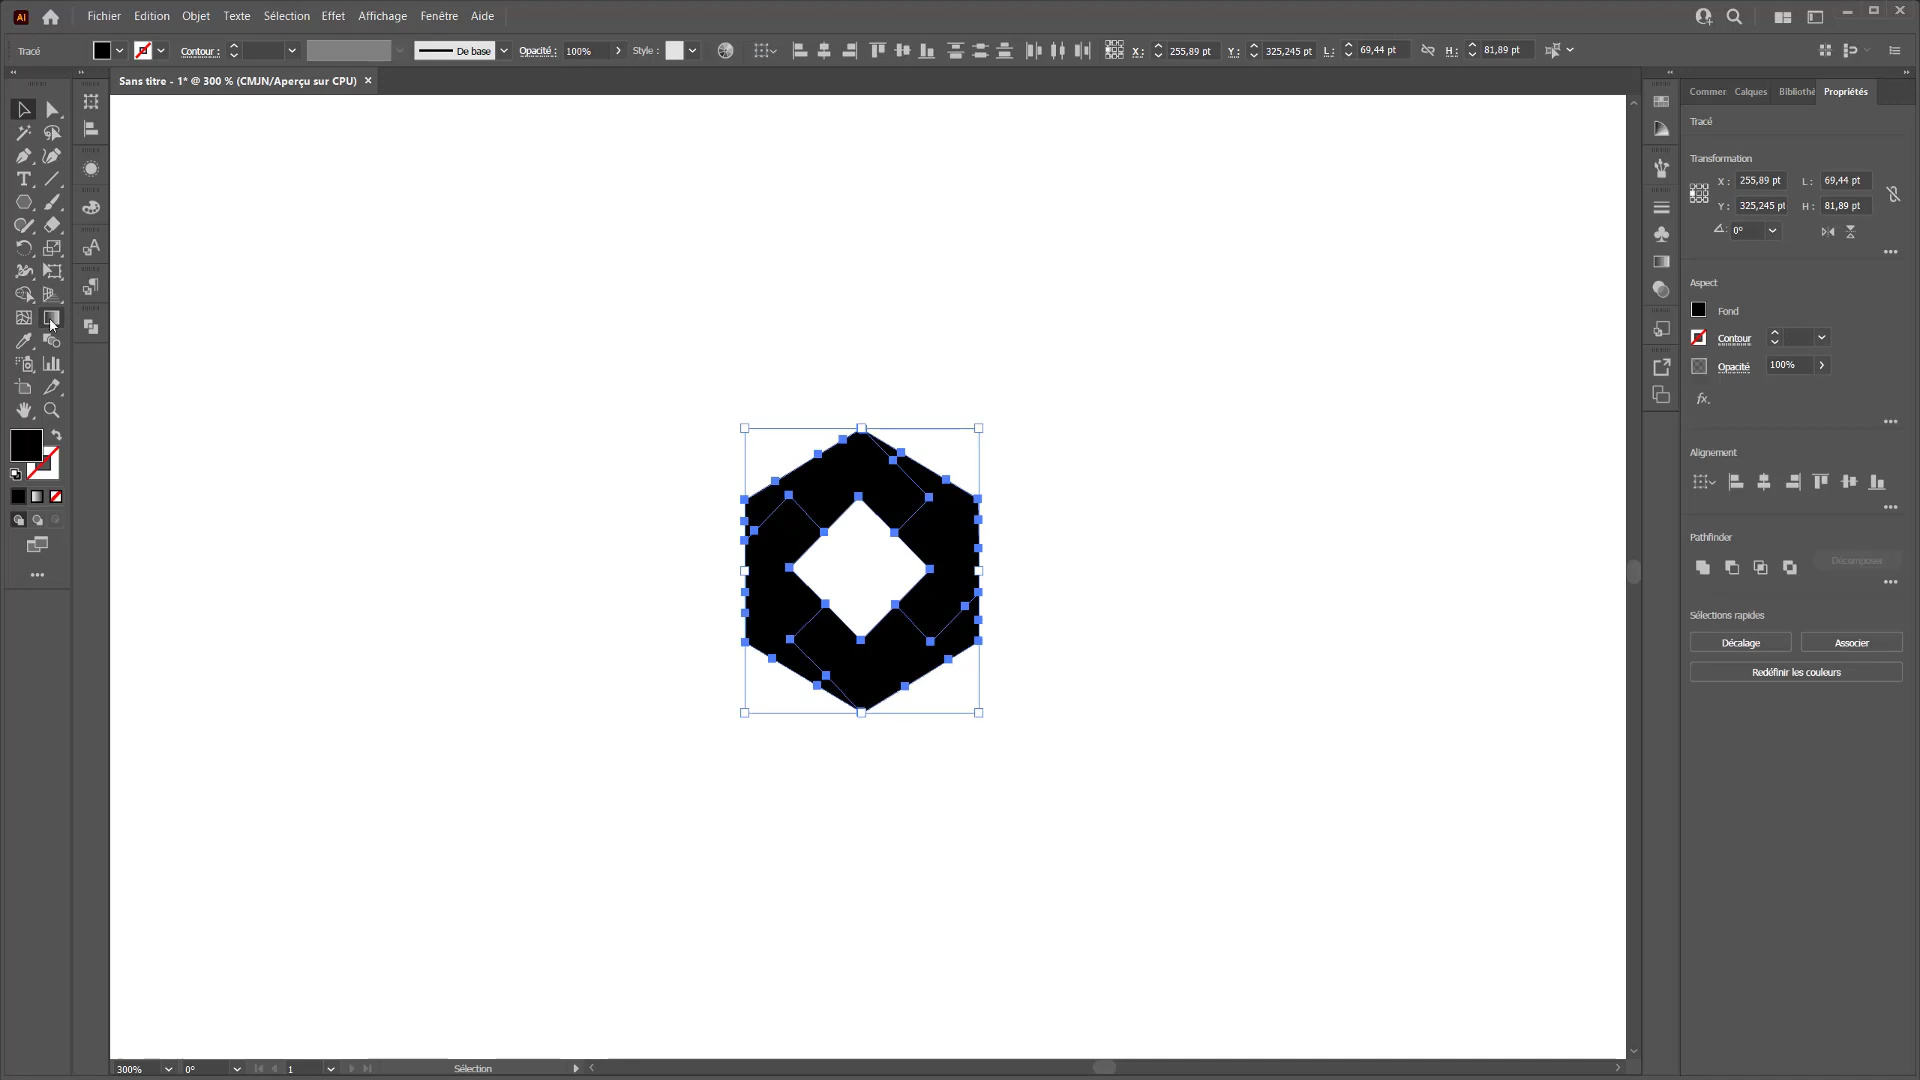 Ai Fichier Edition Objet Texte Sélection Effet Affichage Fenêtre Aide
Tracé Contour : De base Opacité : 100% Style : X : 255,89 pt Y : 325,245 pt L : 69,44 pt H : 81,89 pt
Sans titre - 1* @ 300 % (CMJN/Aperçu sur CPU) ×
Commer Calques Bibliothè Propriétés
Tracé
Transformation
X : 255,89 pt L : 69,44 pt
Y : 325,245 pt H : 81,89 pt
0°
Aspect
Fond
Contour
Opacité 100%
fx.
Alignement
Pathfinder
Décomposer
Sélections rapides
Décalage Associer
Redéfinir les couleurs
300% 0° 1 Sélection